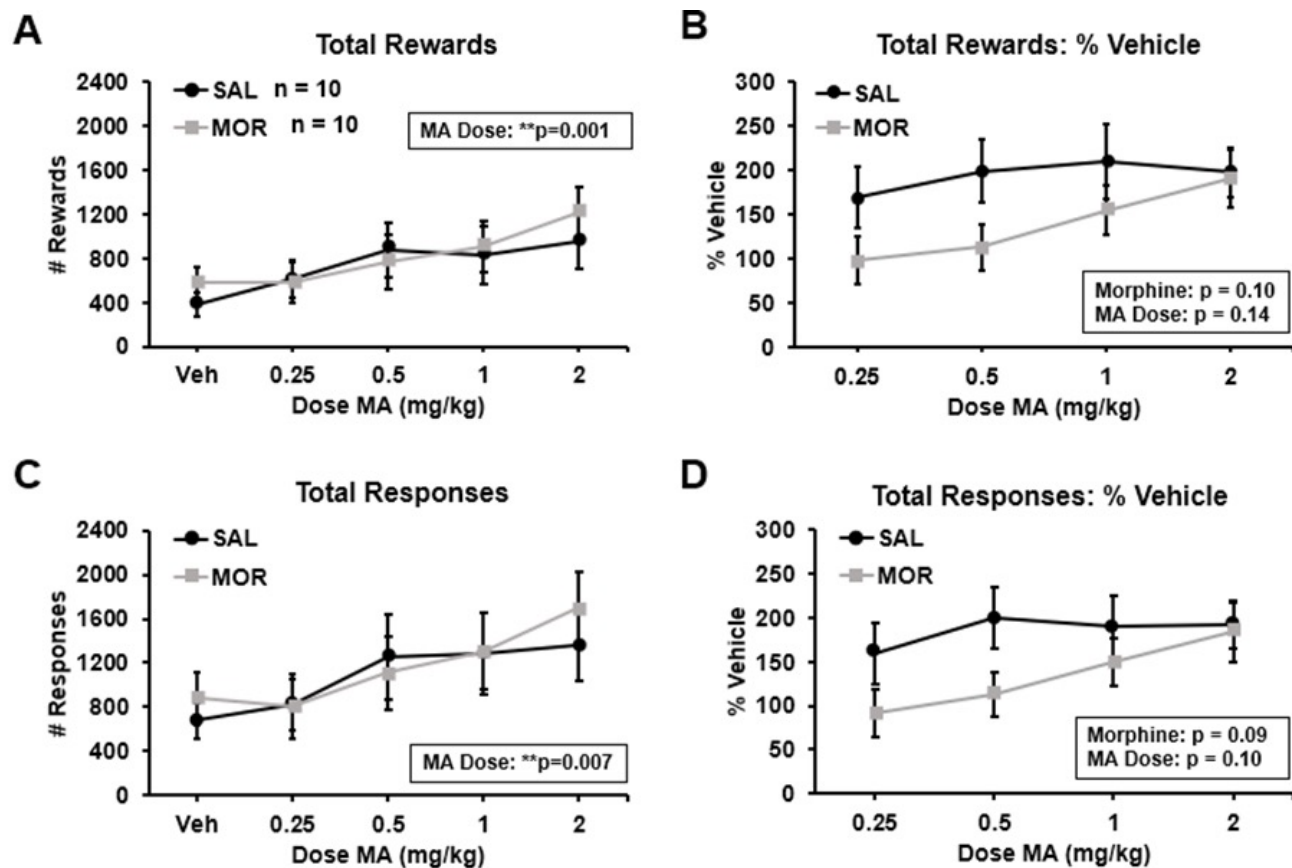 A
Total Rewards
2400
2000
1600
1200
800
400
0
# Rewards
SAL n = 10
MOR n = 10
MA Dose: **p=0.001
Veh 0.25 0.5 1 2
Dose MA (mg/kg)
B
Total Rewards: % Vehicle
300
250
200
150
100
50
0
% Vehicle
SAL
MOR
Morphine: p = 0.10
MA Dose: p = 0.14
0.25 0.5 1 2
Dose MA (mg/kg)
C
Total Responses
2400
2000
1600
1200
800
400
0
# Responses
SAL
MOR
MA Dose: **p=0.007
Veh 0.25 0.5 1 2
Dose MA (mg/kg)
D
Total Responses: % Vehicle
300
250
200
150
100
50
0
% Vehicle
SAL
MOR
Morphine: p = 0.09
MA Dose: p = 0.10
0.25 0.5 1 2
Dose MA (mg/kg)